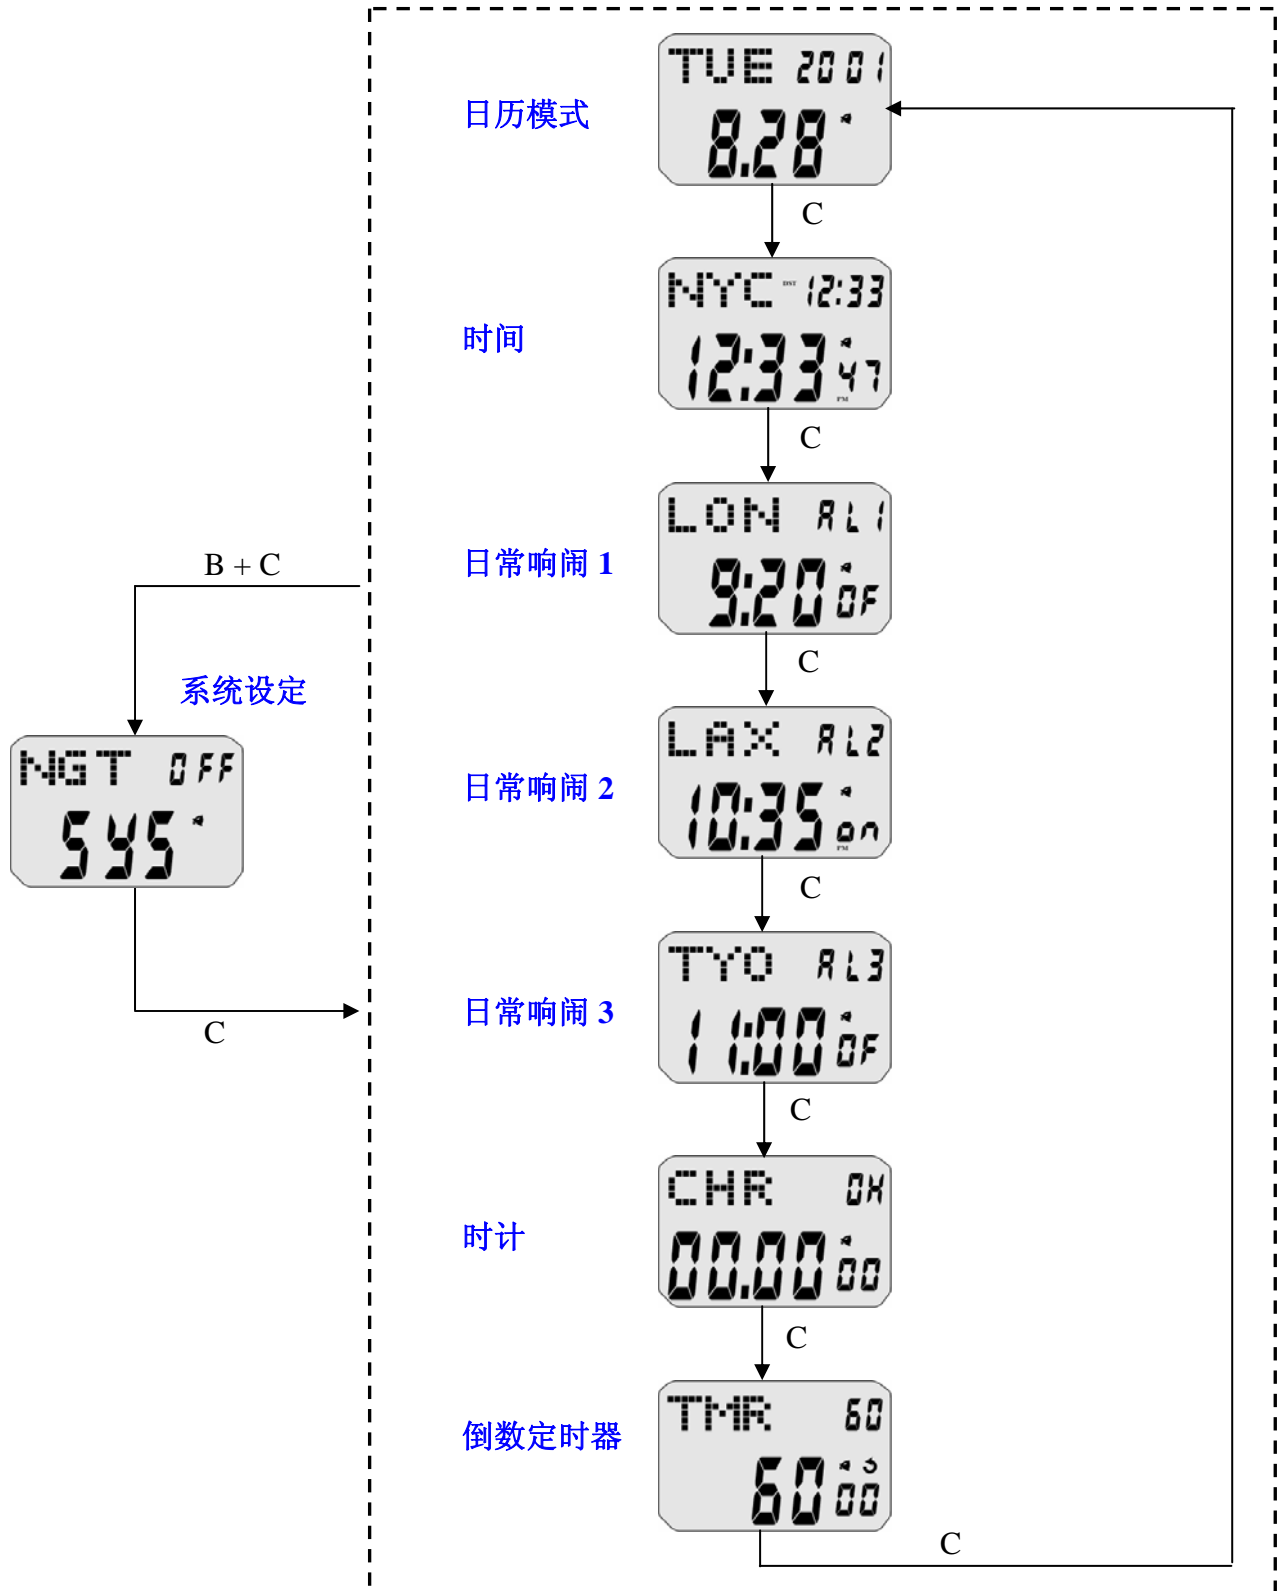 TUE 2001
日历模式
8.28
C
NYC DST 12:33
时间
12:33 47
PM
C
LON AL1
日常响闹 1
9:20 OF
C
B + C
系统设定
NGT OFF
SYS
C
LAX AL2
日常响闹 2
10:35 on
PM
C
TYO AL3
日常响闹 3
11:00 OF
C
CHR 0H
时计
00.00 00
C
TMR 60
倒数定时器
60 00
C